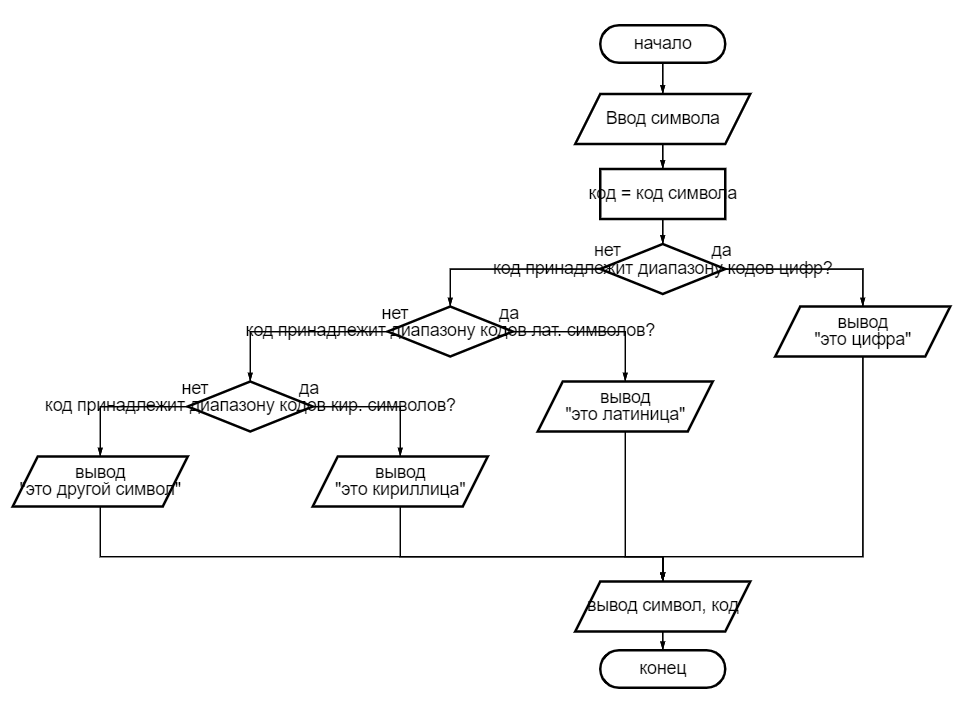 начало
Ввод символа
код = код символа
нет
да
код принадлежит диапазону кодов цифр?
нет
да
код принадлежит диапазону кодов лат. символов?
вывод
"это цифра"
нет
да
код принадлежит диапазону кодов кир. символов?
вывод
"это латиница"
вывод
"это другой символ"
вывод
"это кириллица"
вывод символ, код
конец